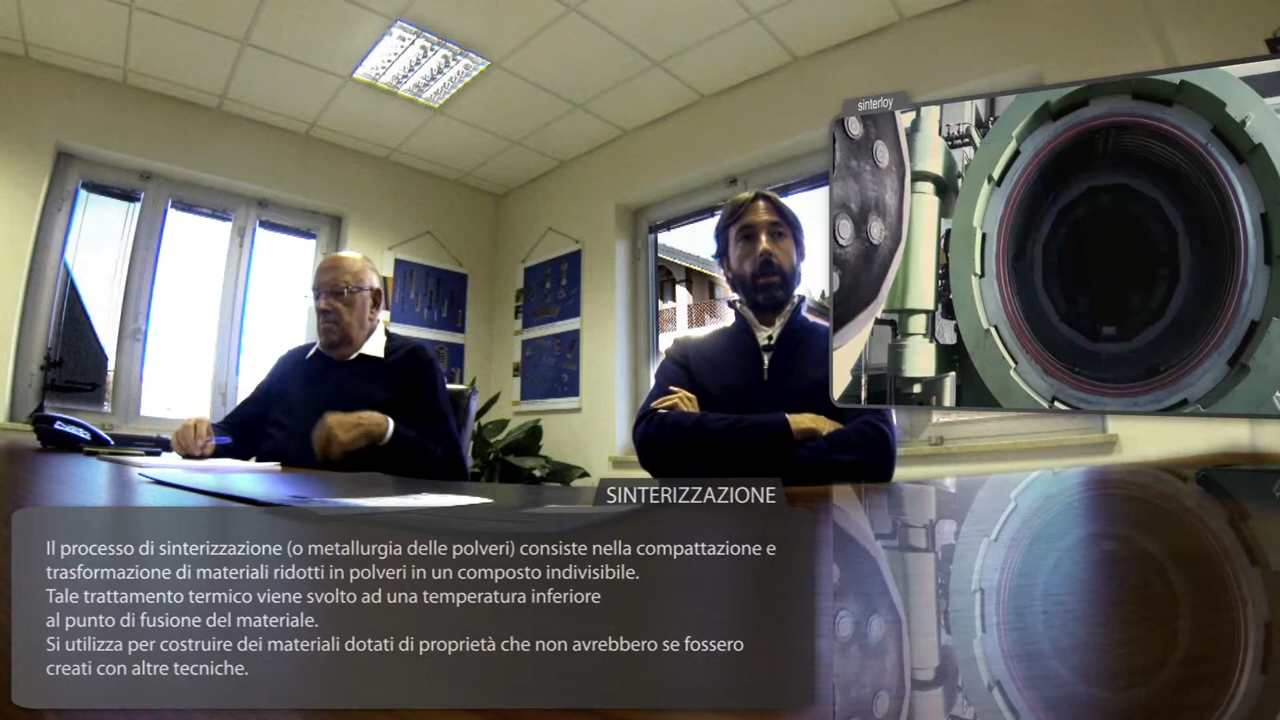 sinterloy
SINTERIZZAZIONE
Il processo di sinterizzazione (o metallurgia delle polveri) consiste nella compattazione e
trasformazione di materiali ridotti in polveri in un composto indivisibile.
Tale trattamento termico viene svolto ad una temperatura inferiore
al punto di fusione del materiale.
Si utilizza per costruire dei materiali dotati di proprietà che non avrebbero se fossero
creati con altre tecniche.